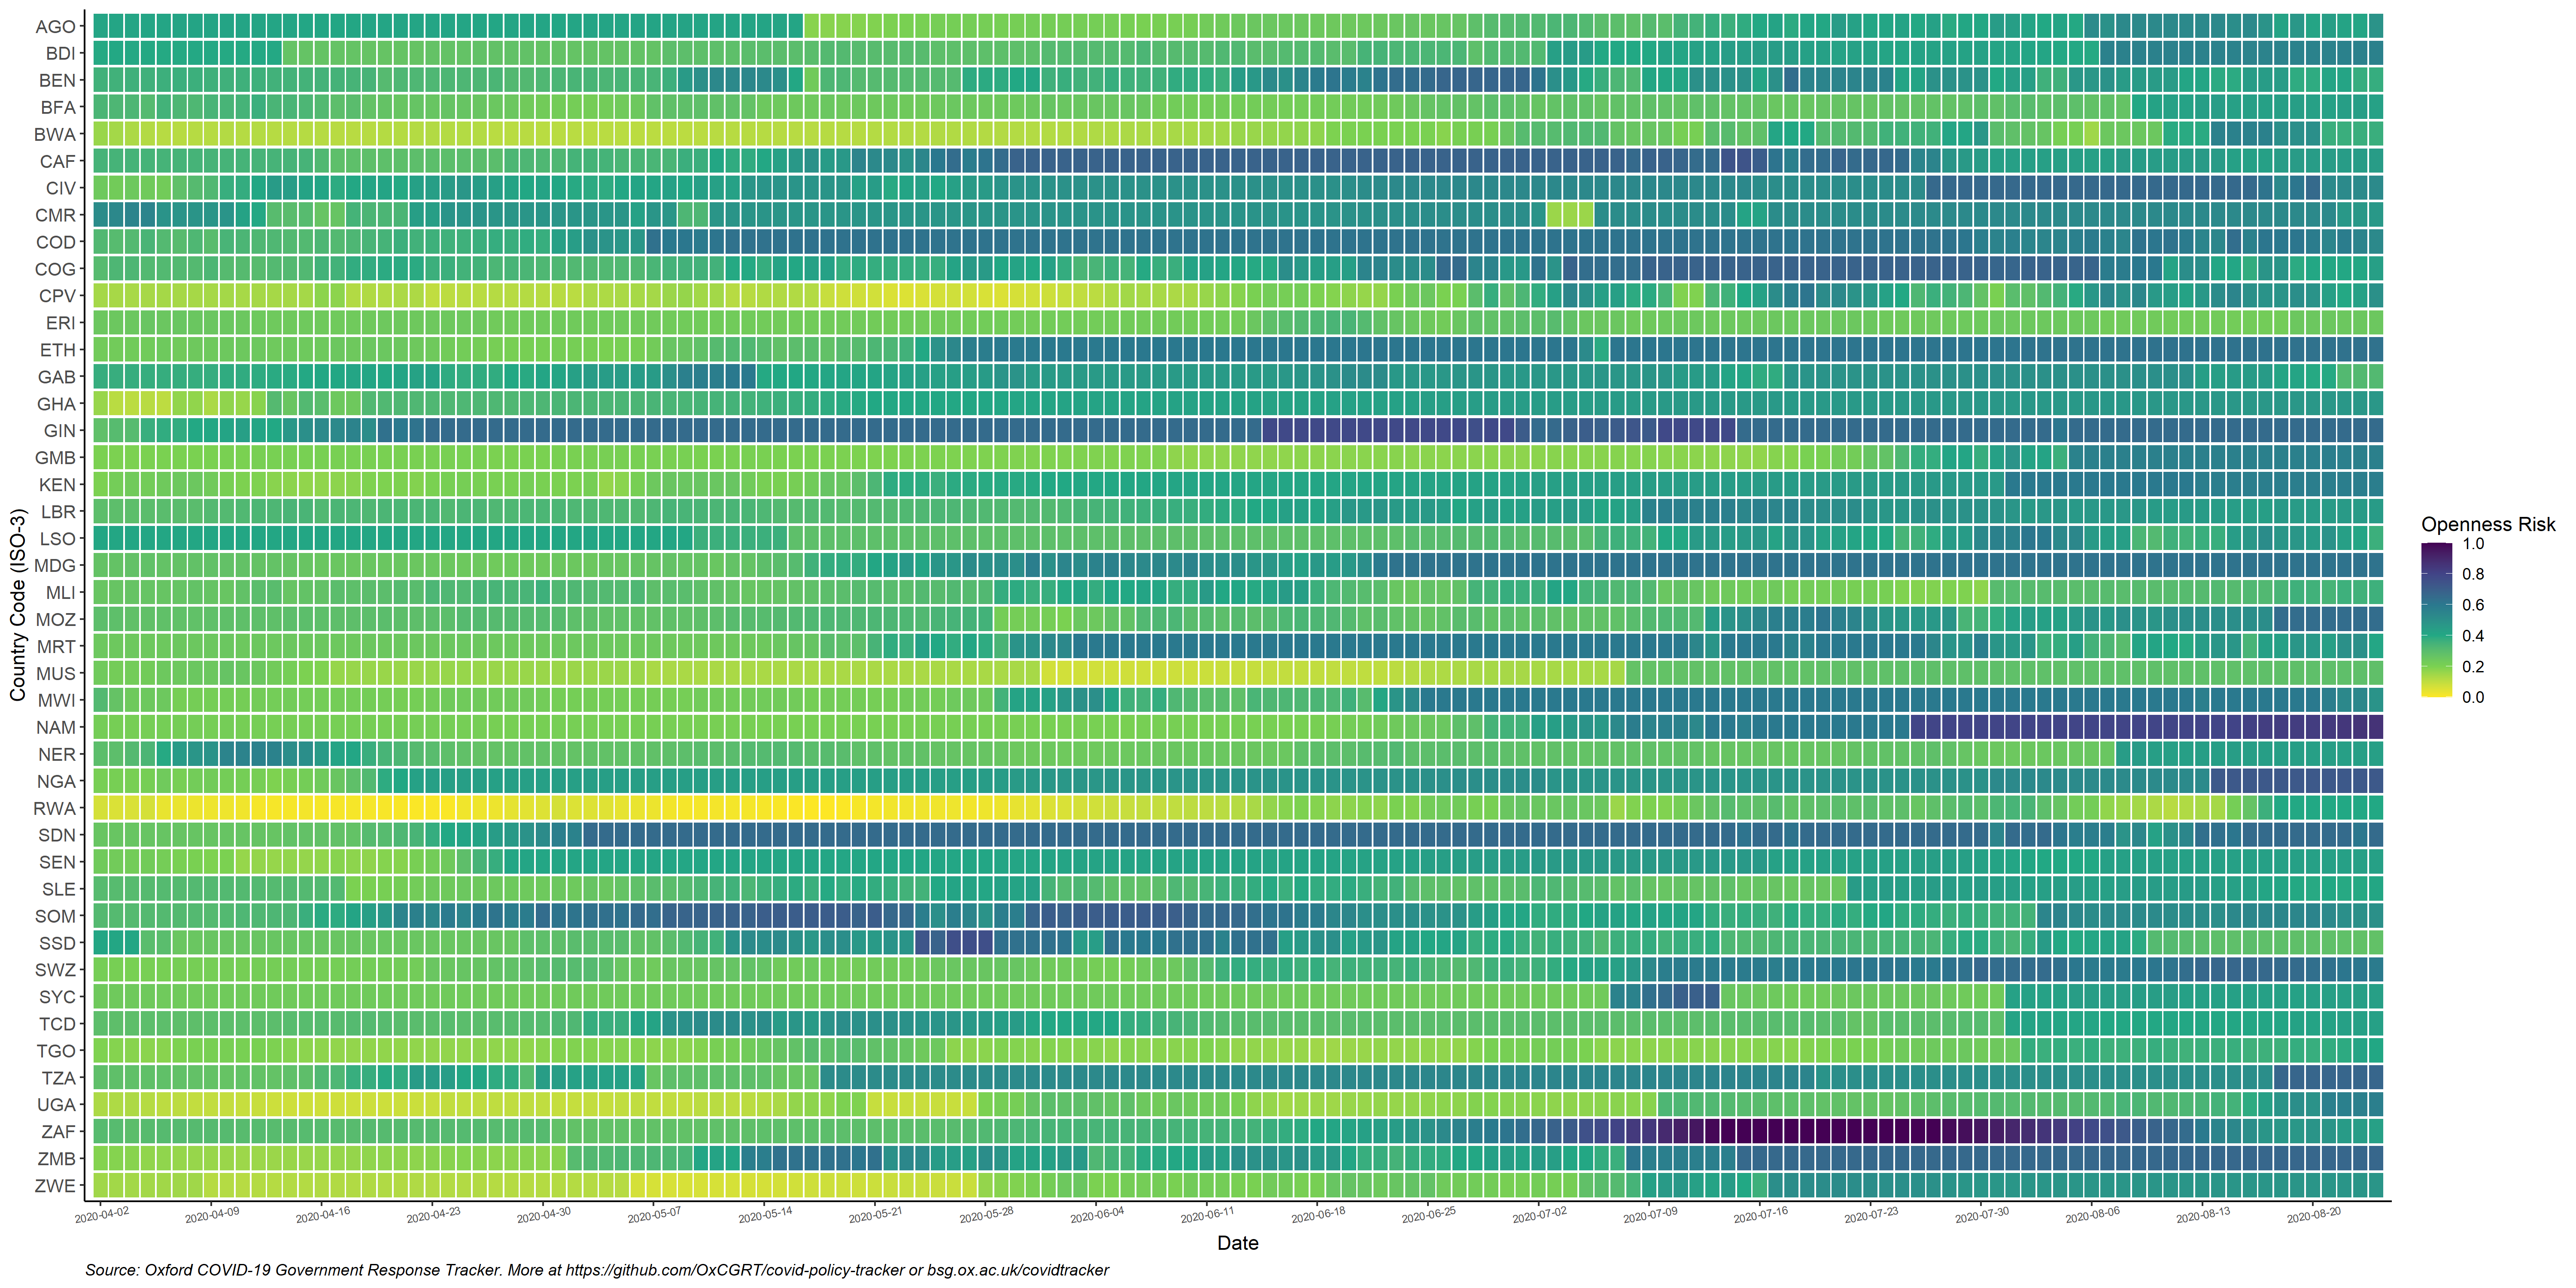 AGO
BDI
BEN
BFA
BWA
CAF
CIV
CMR
COD
COG
CPV
ERI
ETH
GAB
GHA
GIN
GMB
KEN
LBR
LSO
MDG
MLI
MOZ
MRT
MUS
MWI
NAM
NER
NGA
RWA
SDN
SEN
SLE
SOM
SSD
SWZ
SYC
TCD
TGO
TZA
UGA
ZAF
ZMB
ZWE
Country Code (ISO-3)
2020-04-02
2020-04-09
2020-04-16
2020-04-23
2020-04-30
2020-05-07
2020-05-14
2020-05-21
2020-05-28
2020-06-04
2020-06-11
2020-06-18
2020-06-25
2020-07-02
2020-07-09
2020-07-16
2020-07-23
2020-07-30
2020-08-06
2020-08-13
2020-08-20
Date
Openness Risk
1.0
0.8
0.6
0.4
0.2
0.0
Source: Oxford COVID-19 Government Response Tracker. More at https://github.com/OxCGRT/covid-policy-tracker or bsg.ox.ac.uk/covidtracker